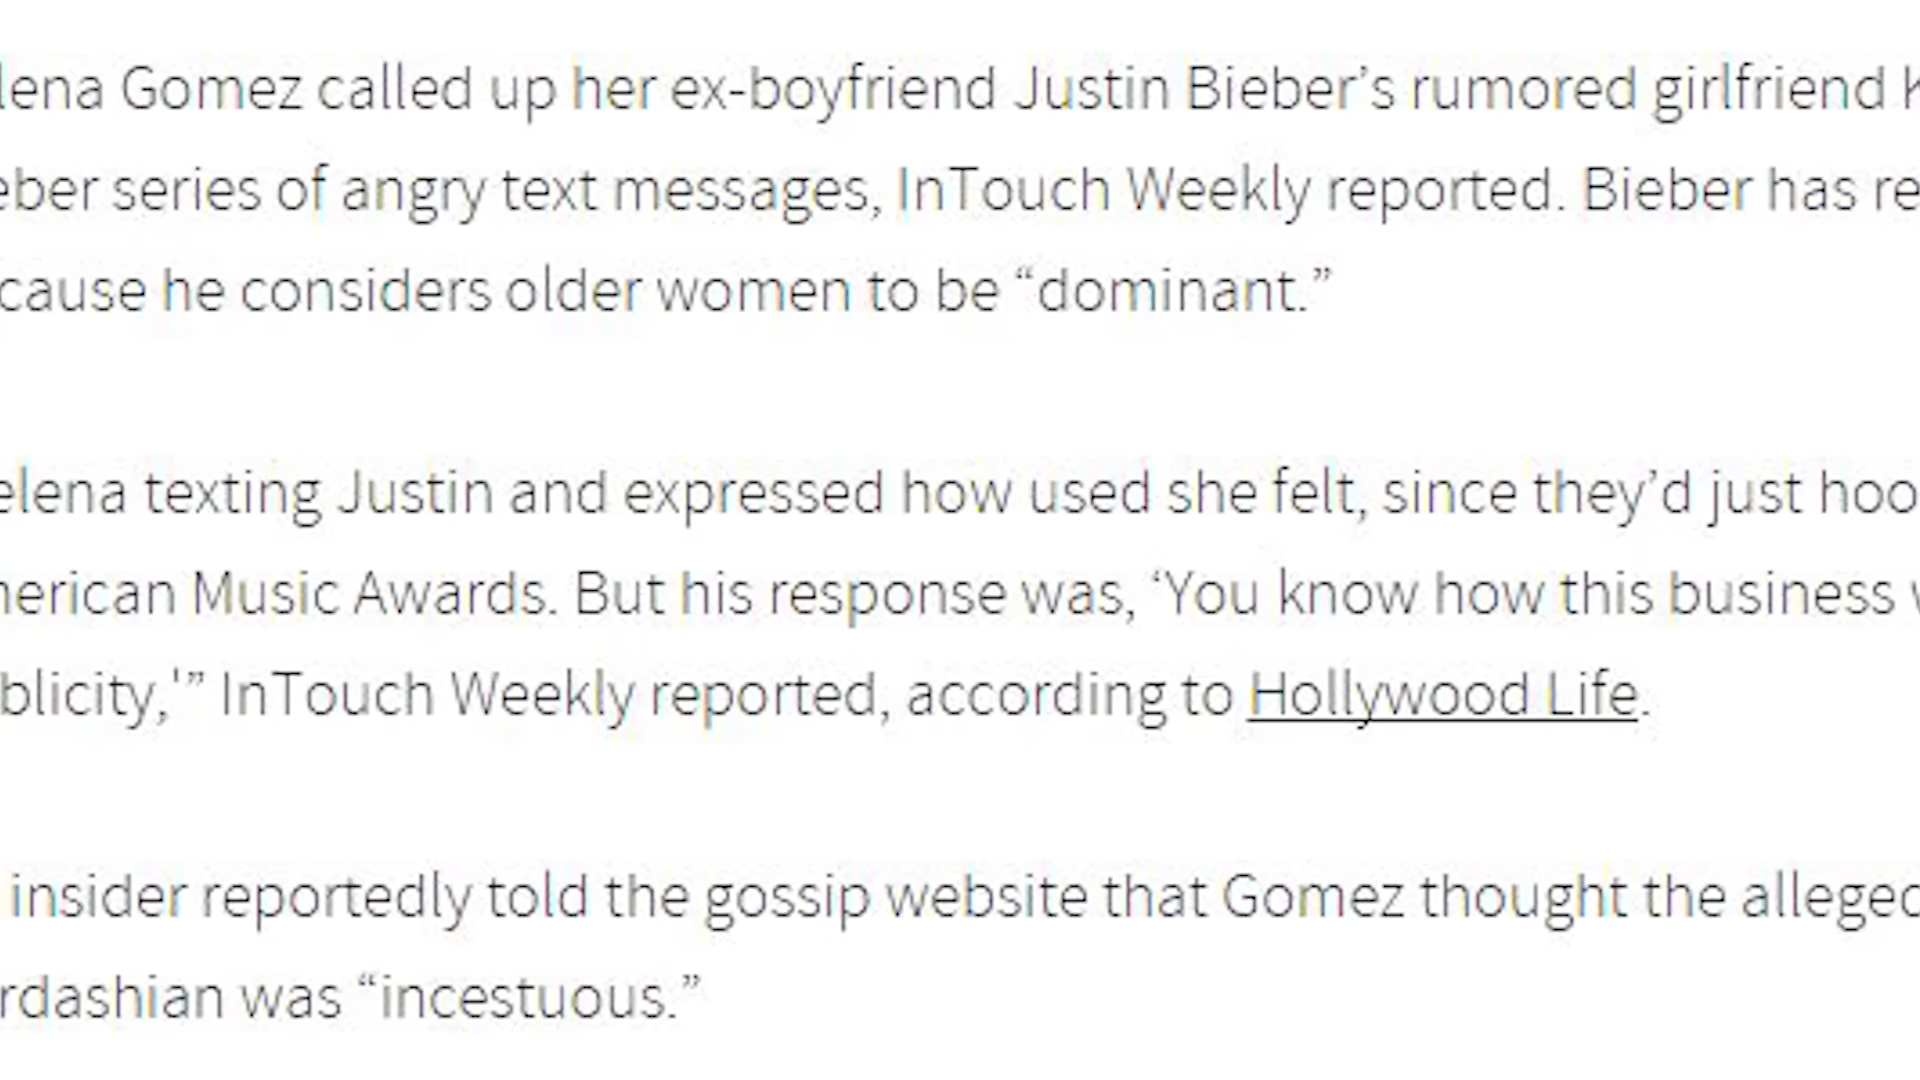 lena Gomez called up her ex-boyfriend Justin Bieber’s rumored girlfriend K
eber series of angry text messages, InTouch Weekly reported. Bieber has re
cause he considers older women to be “dominant.”
elena texting Justin and expressed how used she felt, since they’d just hoo
merican Music Awards. But his response was, ‘You know how this business w
blicity,'” InTouch Weekly reported, according to Hollywood Life.
insider reportedly told the gossip website that Gomez thought the alleged
rdashian was “incestuous.”